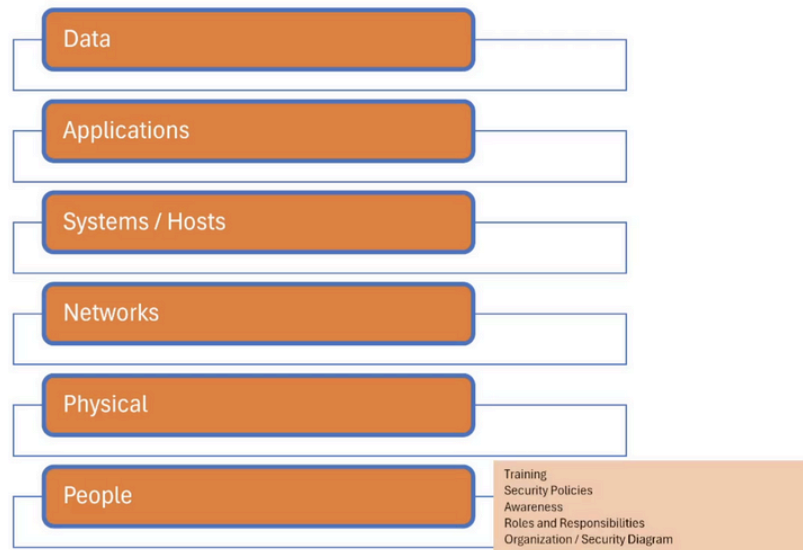 Data
Applications
Systems / Hosts
Networks
Physical
People
Training
Security Policies
Awareness
Roles and Responsibilities
Organization / Security Diagram